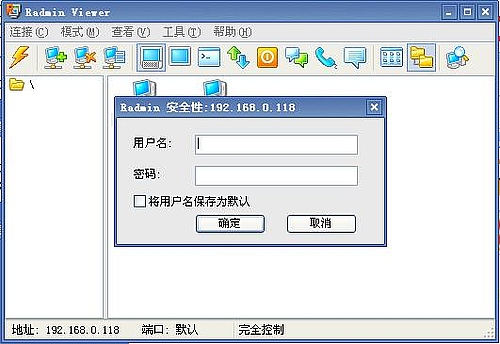 Radmin Viewer
连接(C) 模式(M) 查看(V) 工具(T) 帮助(H)
\
Radmin 安全性:192.168.0.118
用户名:
密码:
将用户名保存为默认
确定 取消
地址: 192.168.0.118 端口: 默认 完全控制